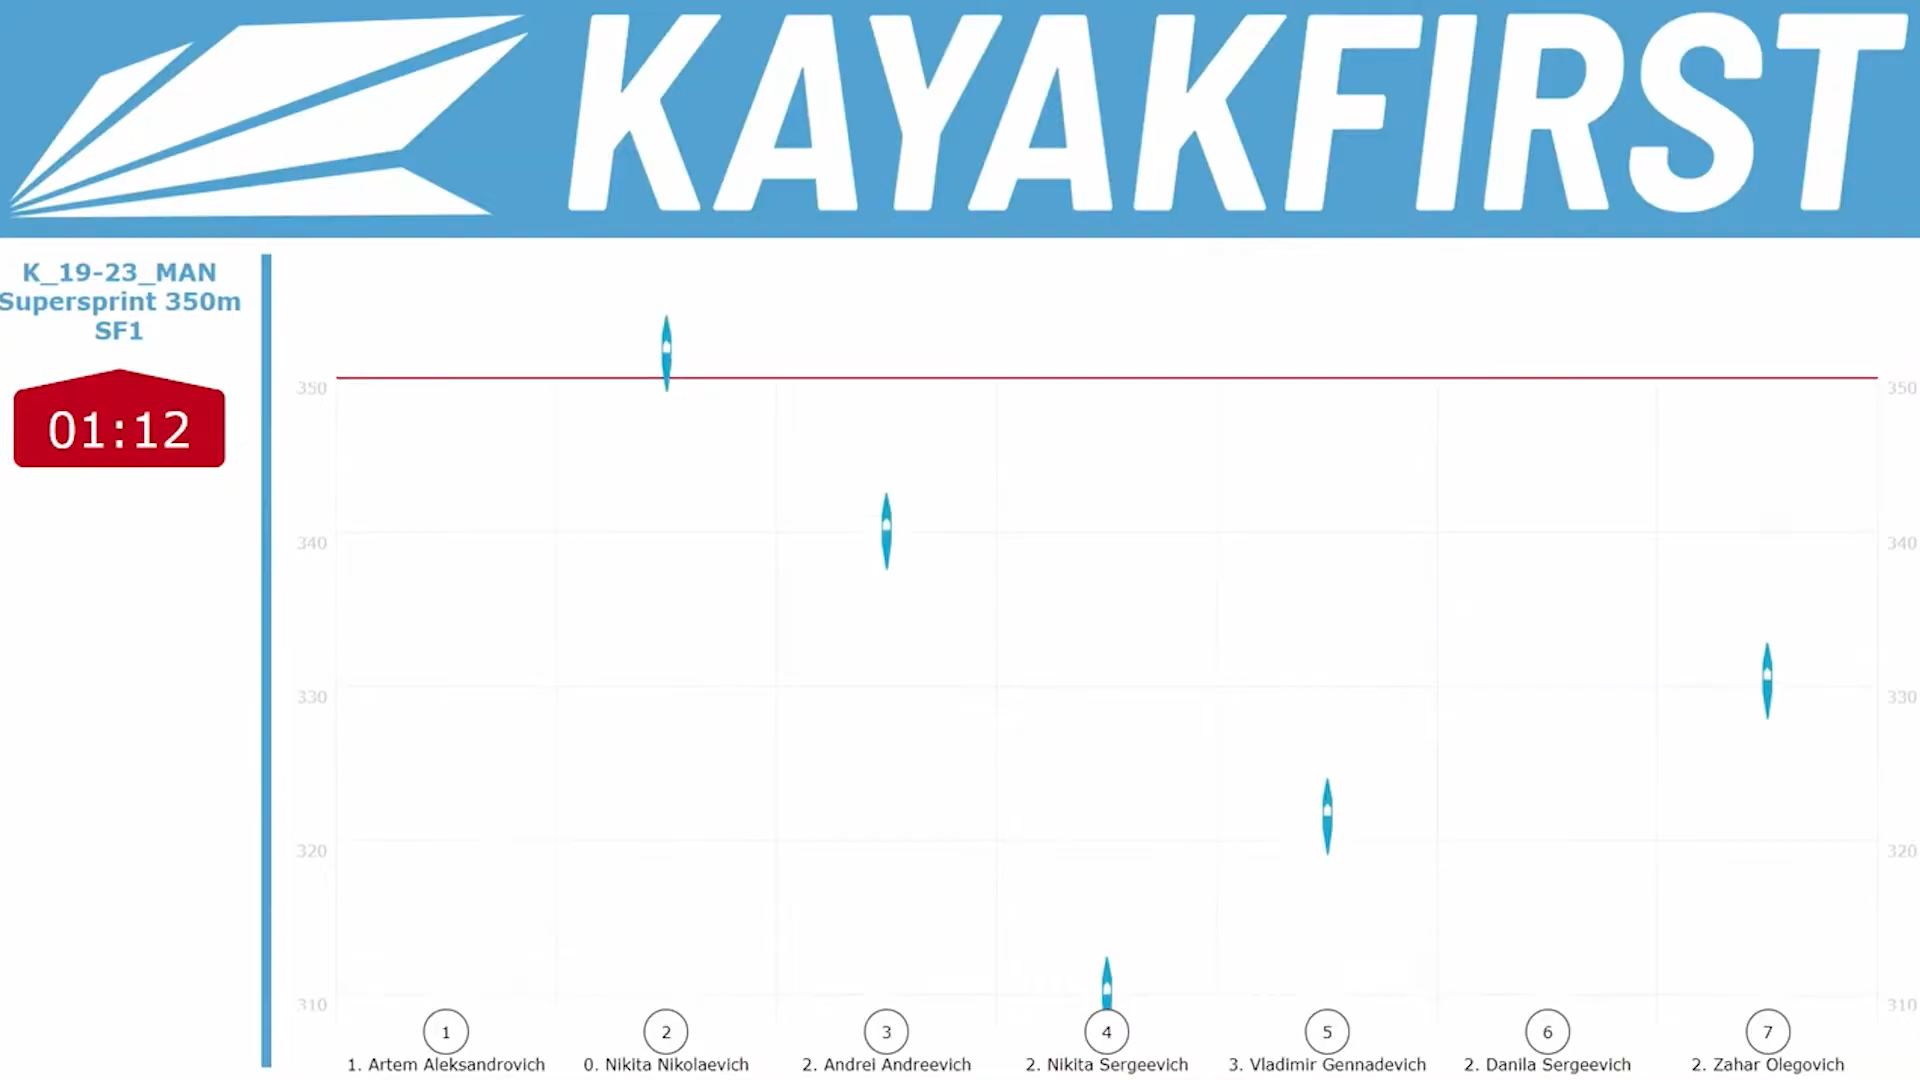 KAYAKFIRST
K_19-23_MAN
Supersprint 350m
SF1
01:12
350 350
340 340
330 330
320 320
310 310
1 2 3 4 5 6 7
1. Artem Aleksandrovich 0. Nikita Nikolaevich 2. Andrei Andreevich 2. Nikita Sergeevich 3. Vladimir Gennadevich 2. Danila Sergeevich 2. Zahar Olegovich